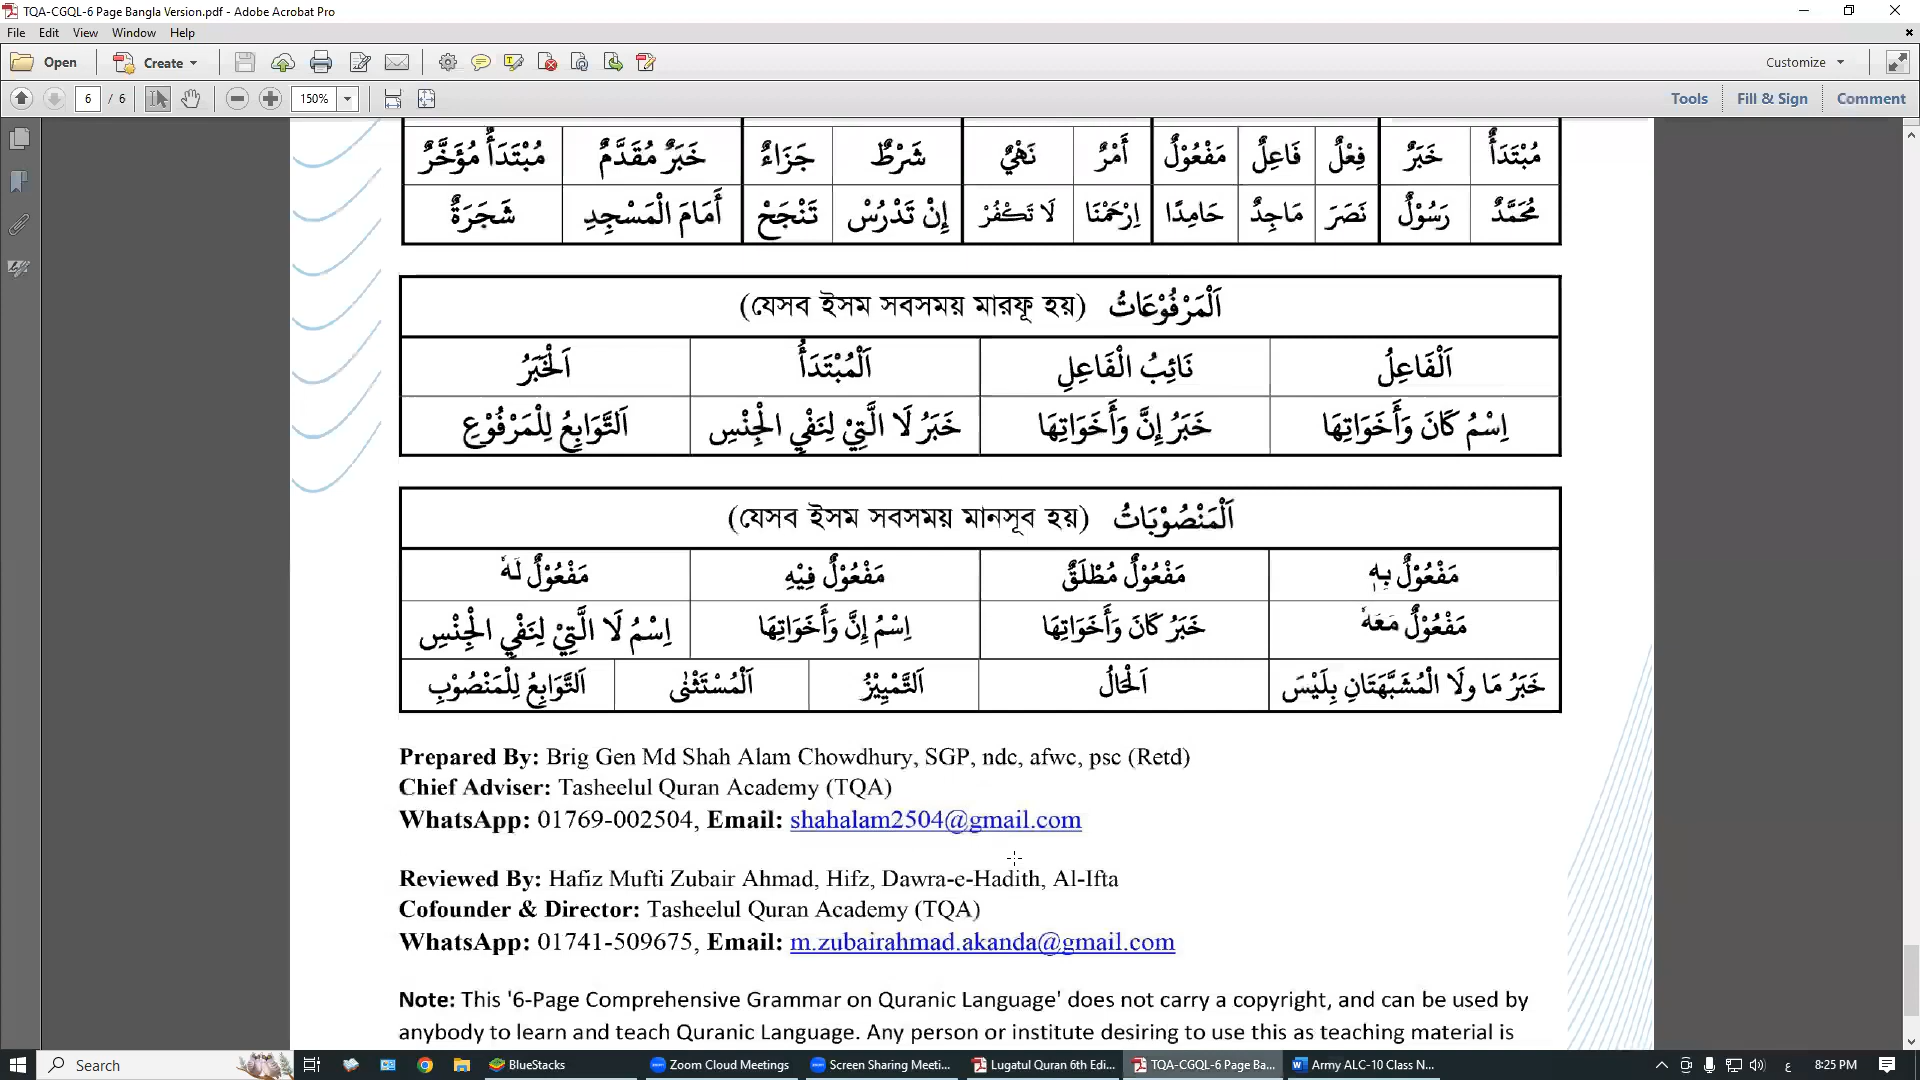 TQA-CGQL-6 Page Bangla Version.pdf - Adobe Acrobat Pro
File Edit View Window Help
Open Create Customize
6 / 6 150% Tools Fill & Sign Comment
مُبْتَدَأٌ خَبَرٌ فِعْلٌ فَاعِلٌ مَفْعُوْلٌ أَمْرٌ نَهْيٌ شَرْطٌ جَزَاءٌ خَبَرٌ مُقَدَّمٌ مُبْتَدَأٌ مُؤَخَّرٌ
مُحَمَّدٌ رَسُوْلٌ نَصَرَ مَاجِدٌ حَامِدًا اِرْحَمْنَا لَا تَكْفُرْ إِنْ تَدْرُسْ تَنْجَحْ أَمَامَ الْمَسْجِدِ شَجَرَةٌ
اَلْمَرْفُوْعَاتُ (যেসব ইসম সবসময় মারফূ হয়)
اَلْفَاعِلُ نَائِبُ الْفَاعِلِ اَلْمُبْتَدَأُ اَلْخَبَرُ
اِسْمُ كَانَ وَأَخَوَاتِهَا خَبَرُ إِنَّ وَأَخَوَاتِهَا خَبَرُ لَا الَّتِيْ لِنَفْيِ الْجِنْسِ اَلتَّوَابِعُ لِلْمَرْفُوْعِ
اَلْمَنْصُوْبَاتُ (যেসব ইসম সবসময় মানসূব হয়)
مَفْعُوْلٌ بِهٖ مَفْعُوْلٌ مُطْلَقٌ مَفْعُوْلٌ فِيْهِ مَفْعُوْلٌ لَهٗ
مَفْعُوْلٌ مَعَهٗ خَبَرُ كَانَ وَأَخَوَاتِهَا اِسْمُ إِنَّ وَأَخَوَاتِهَا اِسْمُ لَا الَّتِيْ لِنَفْيِ الْجِنْسِ
خَبَرُ مَا ولَا الْمُشَبَّهَتَانِ بِلَيْسَ اَلْحَالُ اَلتَّمْيِيْزُ اَلْمُسْتَثْنٰى اَلتَّوَابِعُ لِلْمَنْصُوْبِ
Prepared By: Brig Gen Md Shah Alam Chowdhury, SGP, ndc, afwc, psc (Retd)
Chief Adviser: Tasheelul Quran Academy (TQA)
WhatsApp: 01769-002504, Email: shahalam2504@gmail.com
Reviewed By: Hafiz Mufti Zubair Ahmad, Hifz, Dawra-e-Hadith, Al-Ifta
Cofounder & Director: Tasheelul Quran Academy (TQA)
WhatsApp: 01741-509675, Email: m.zubairahmad.akanda@gmail.com
Note: This '6-Page Comprehensive Grammar on Quranic Language' does not carry a copyright, and can be used by
anybody to learn and teach Quranic Language. Any person or institute desiring to use this as teaching material is
Search BlueStacks Zoom Cloud Meetings Screen Sharing Meeti... Lugatul Quran 6th Edi... TQA-CGQL-6 Page Ba... Army ALC-10 Class N... ع 8:25 PM